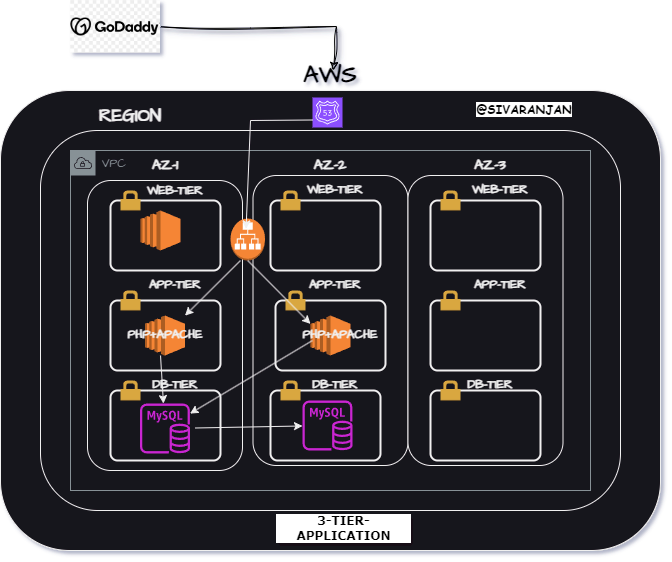 GoDaddy
AWS
REGION
53
@SIVARANJAN
VPC
AZ-1
AZ-2
AZ-3
WEB-TIER
WEB-TIER
WEB-TIER
APP-TIER
APP-TIER
APP-TIER
PHP+APACHE
PHP+APACHE
DB-TIER
DB-TIER
DB-TIER
MySQL
MySQL
3-TIER-
APPLICATION